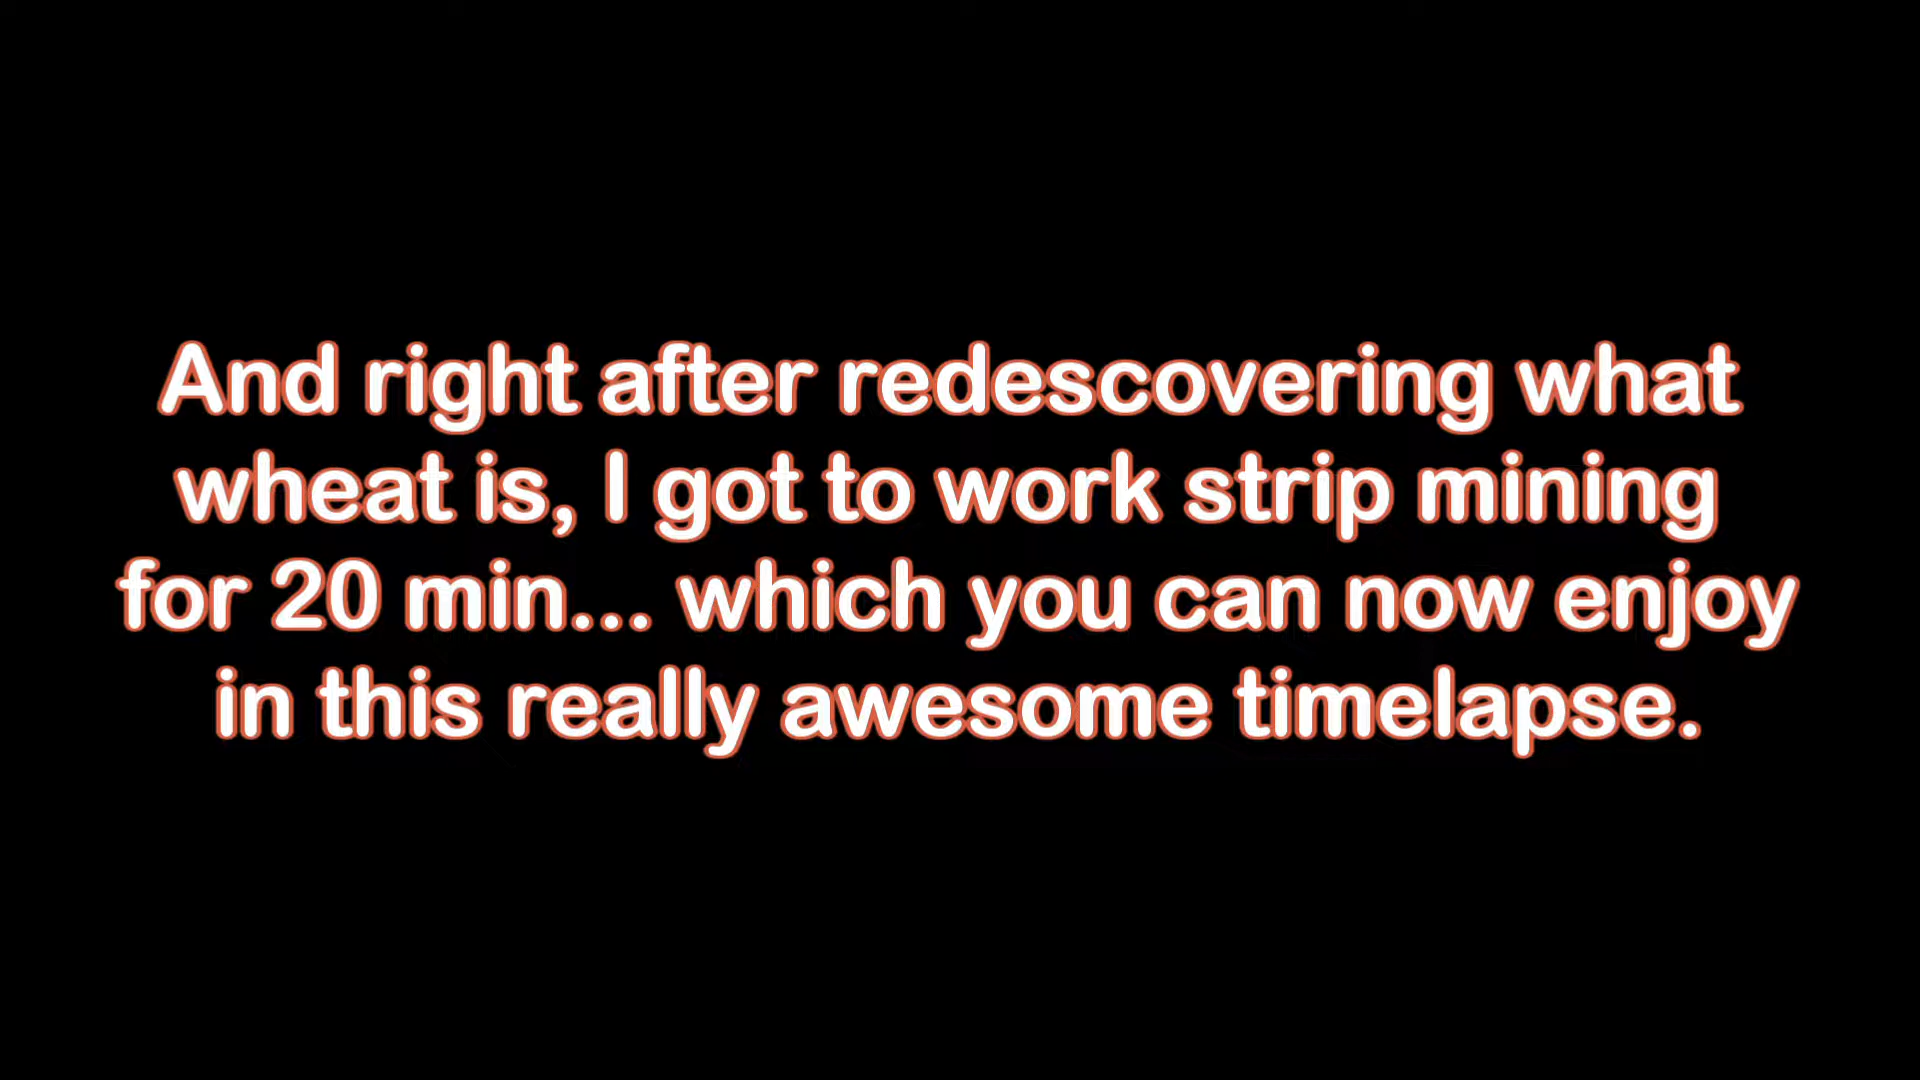 And right after redescovering what
wheat is, I got to work strip mining
for 20 min... which you can now enjoy
in this really awesome timelapse.